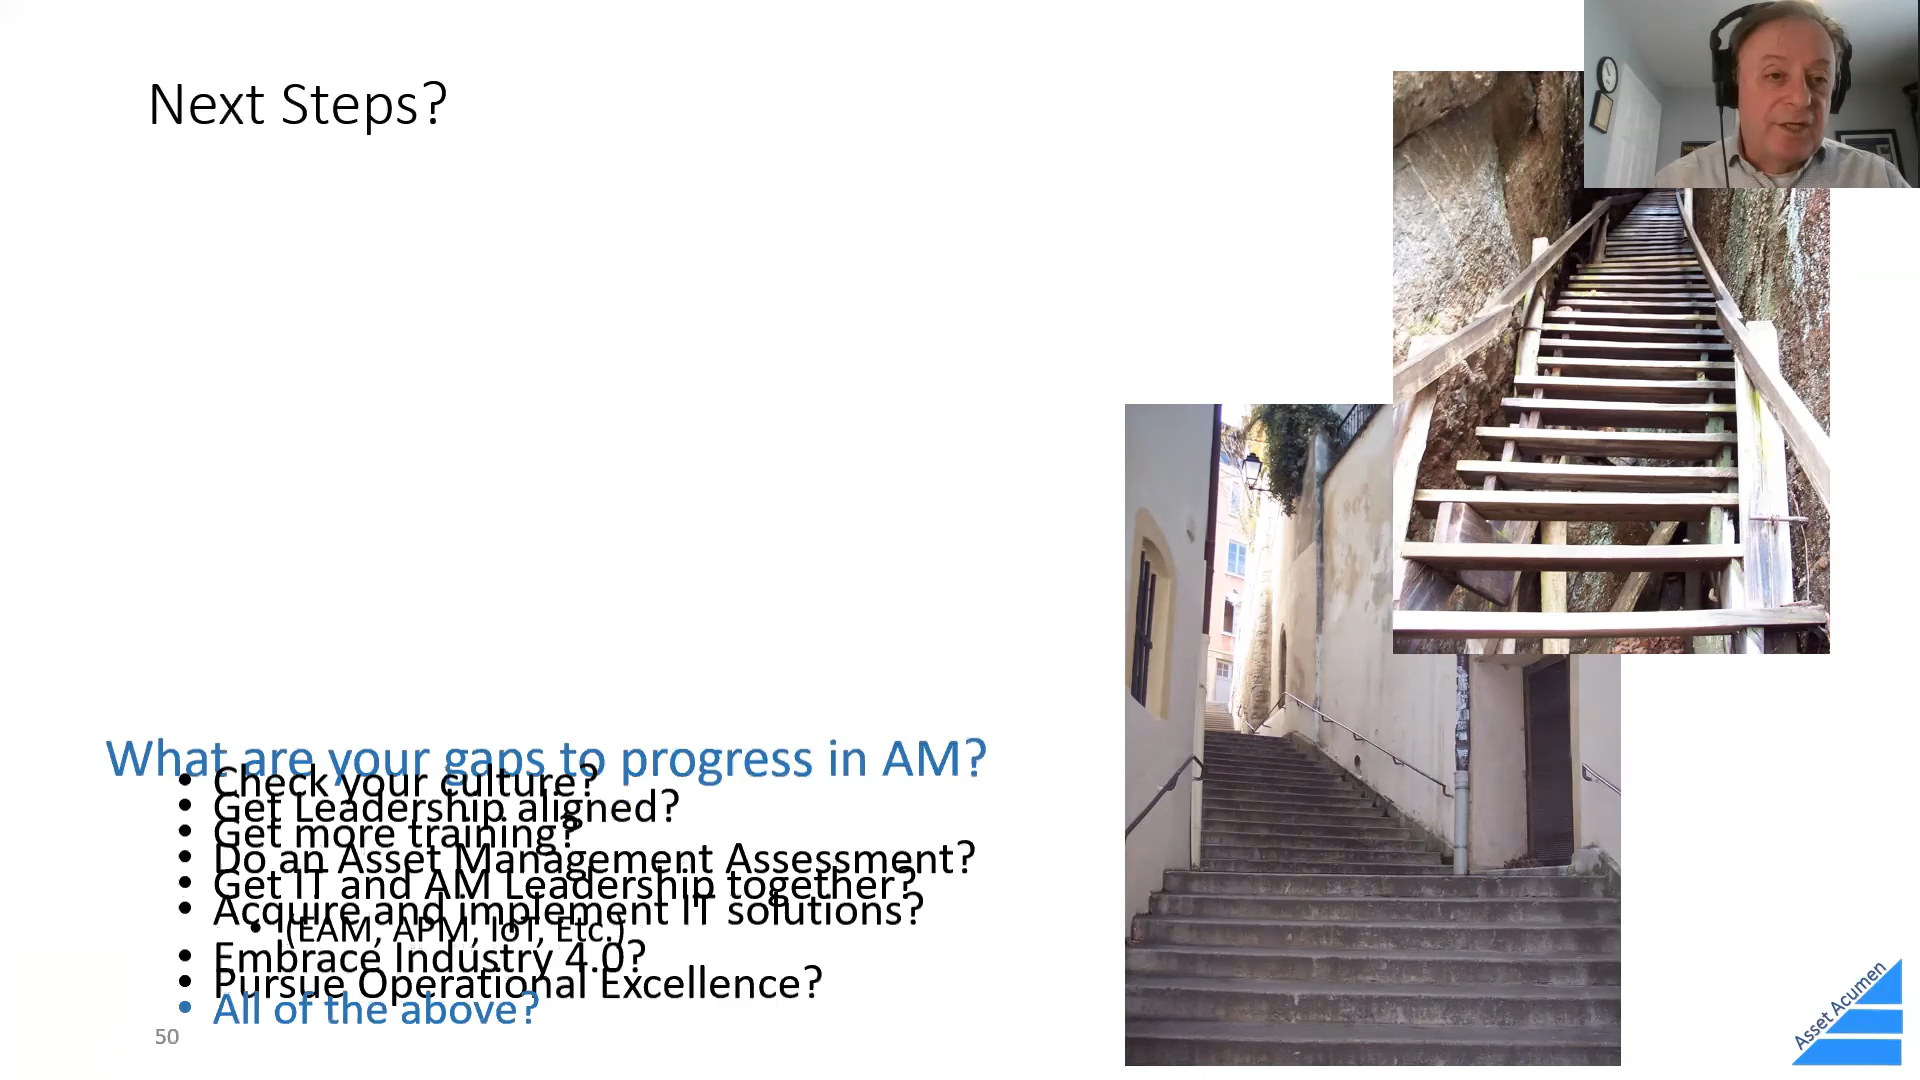 Next Steps?
What are your gaps to progress in AM?
• Check your culture?
• Get Leadership aligned?
• Get more training?
• Do an Asset Management Assessment?
• Get IT and AM Leadership together?
• Acquire and implement IT solutions?
• (EAM, APM, IoT, Etc.)
• Embrace Industry 4.0?
• Pursue Operational Excellence?
• All of the above?
50
Asset Acumen